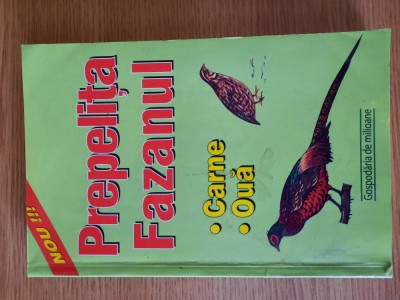 NOU !!!
Prepelița
Fazanul
• Carne
• Ouă
Gospodăria de milioane